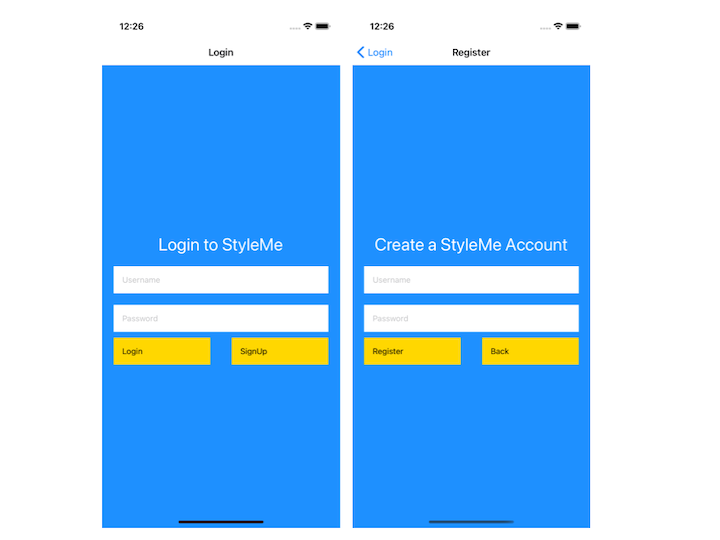 12:26
Login
Login to StyleMe
Username
Password
Login SignUp
12:26
Login Register
Create a StyleMe Account
Username
Password
Register Back